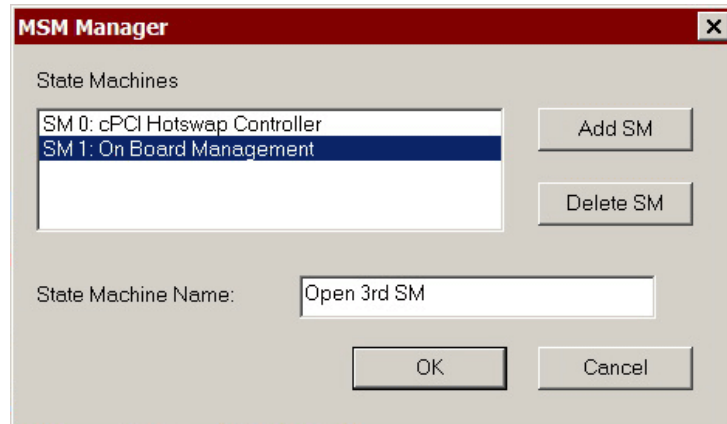 MSM Manager
State Machines
SM 0: cPCI Hotswap Controller
SM 1: On Board Management
Add SM
Delete SM
State Machine Name:
Open 3rd SM
OK
Cancel